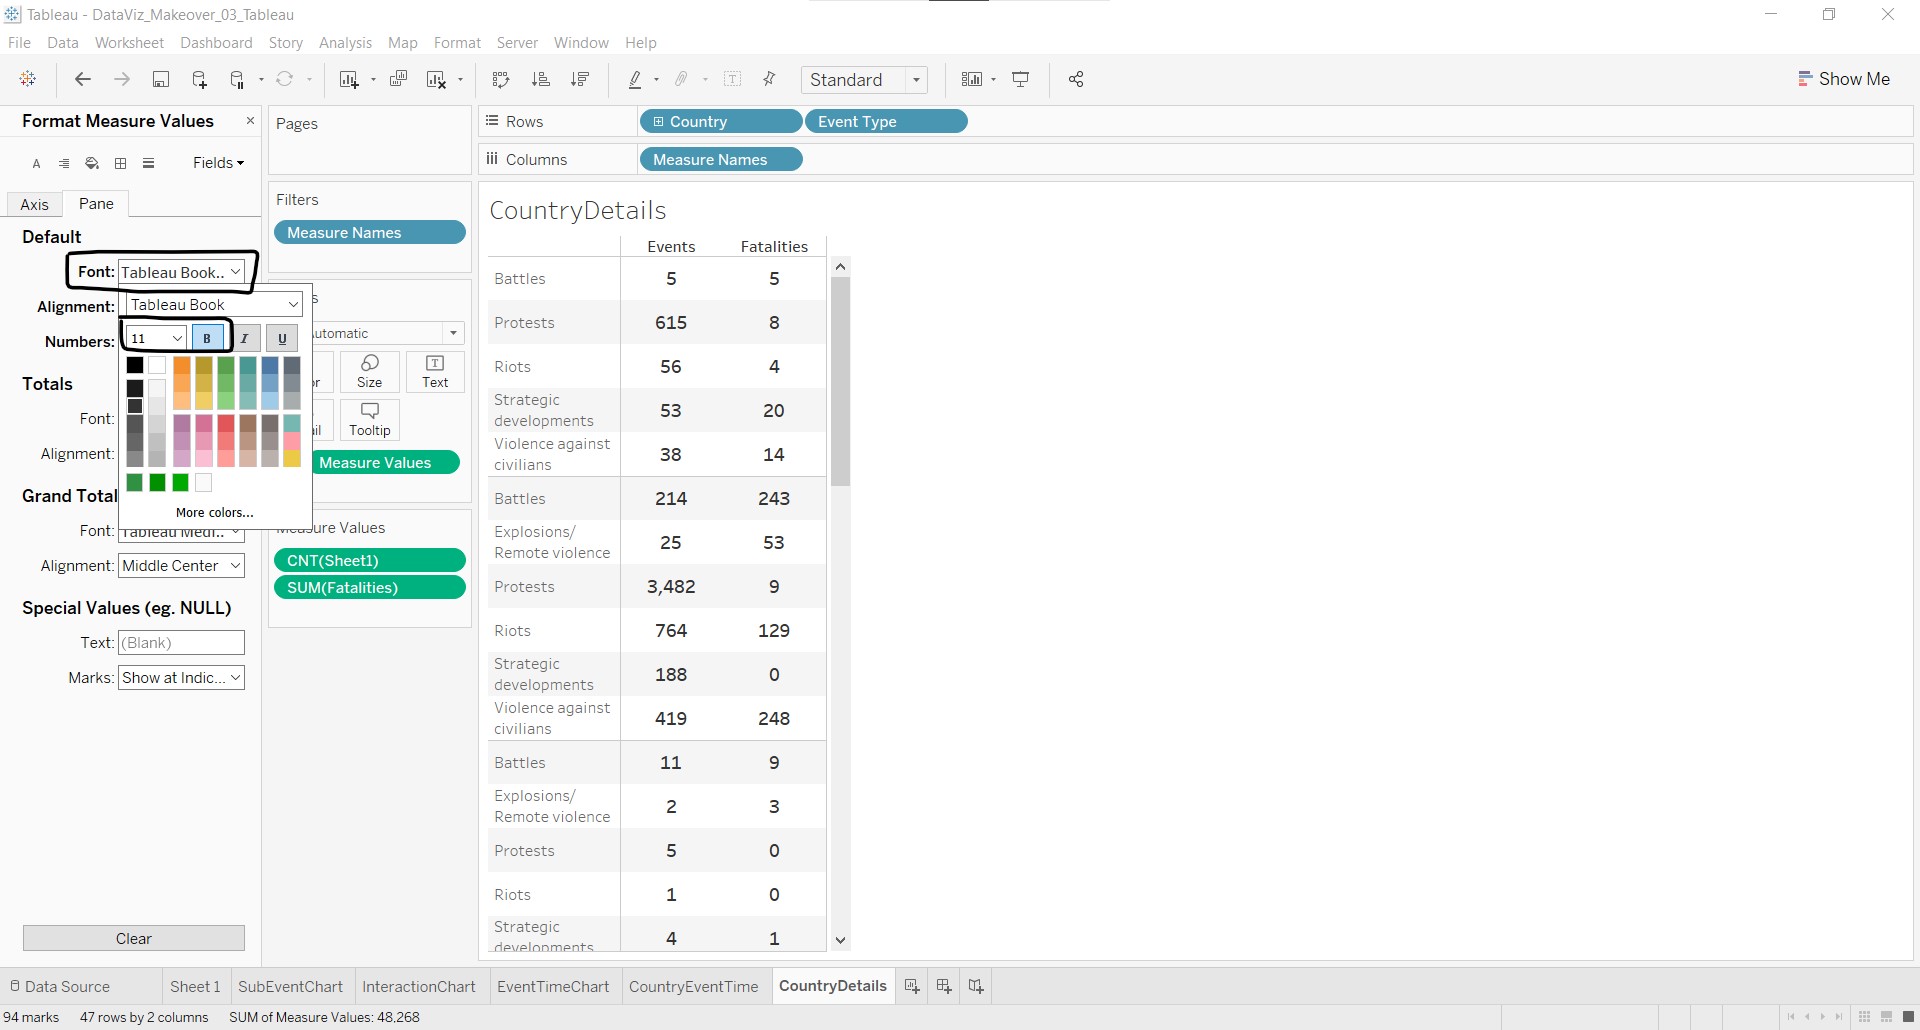 Tableau - DataViz_Makeover_03_Tableau
File Data Worksheet Dashboard Story Analysis Map Format Server Window Help
Standard
Show Me
Format Measure Values
Fields
Axis Pane
Default
Font: Tableau Book..
Alignment:
Tableau Book
Numbers:
11 B I U
Totals
Font:
Alignment:
Grand Total
More colors...
Font: Tableau Medi..
Alignment: Middle Center
Special Values (eg. NULL)
Text: (Blank)
Marks: Show at Indic...
Clear
Pages
Filters
Measure Names
Size
Text
Tooltip
Measure Values
Measure Values
CNT(Sheet1)
SUM(Fatalities)
Rows Country Event Type
Columns Measure Names
CountryDetails
Events Fatalities
Battles 5 5
Protests 615 8
Riots 56 4
Strategic
developments 53 20
Violence against
civilians 38 14
Battles 214 243
Explosions/
Remote violence 25 53
Protests 3,482 9
Riots 764 129
Strategic
developments 188 0
Violence against
civilians 419 248
Battles 11 9
Explosions/
Remote violence 2 3
Protests 5 0
Riots 1 0
Strategic
developments 4 1
Data Source Sheet 1 SubEventChart InteractionChart EventTimeChart CountryEventTime CountryDetails
94 marks 47 rows by 2 columns SUM of Measure Values: 48,268